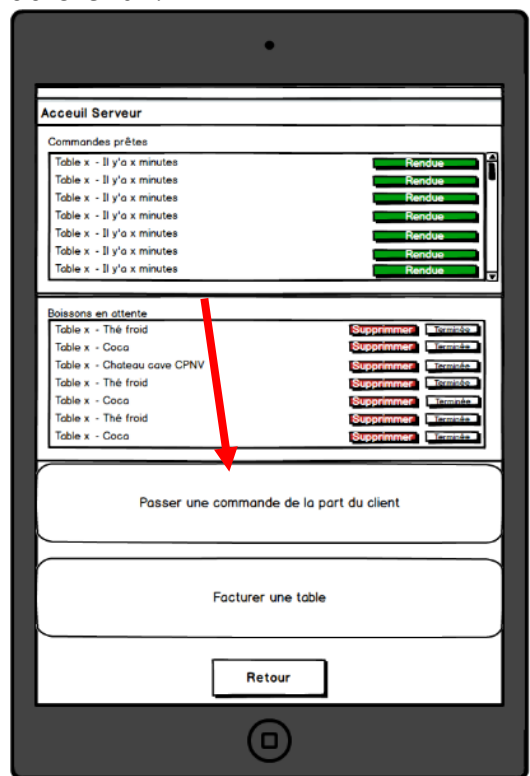 Acceuil Serveur
Commandes prêtes
Table x - Il y'a x minutes Rendue
Table x - Il y'a x minutes Rendue
Table x - Il y'a x minutes Rendue
Table x - Il y'a x minutes Rendue
Table x - Il y'a x minutes Rendue
Table x - Il y'a x minutes Rendue
Table x - Il y'a x minutes Rendue
Boissons en attente
Table x - Thé froid Supprimmer Terminée
Table x - Coca Supprimmer Terminée
Table x - Chateau cave CPNV Supprimmer Terminée
Table x - Thé froid Supprimmer Terminée
Table x - Coca Supprimmer Terminée
Table x - Thé froid Supprimmer Terminée
Table x - Coca Supprimmer Terminée
Passer une commande de la part du client
Facturer une table
Retour